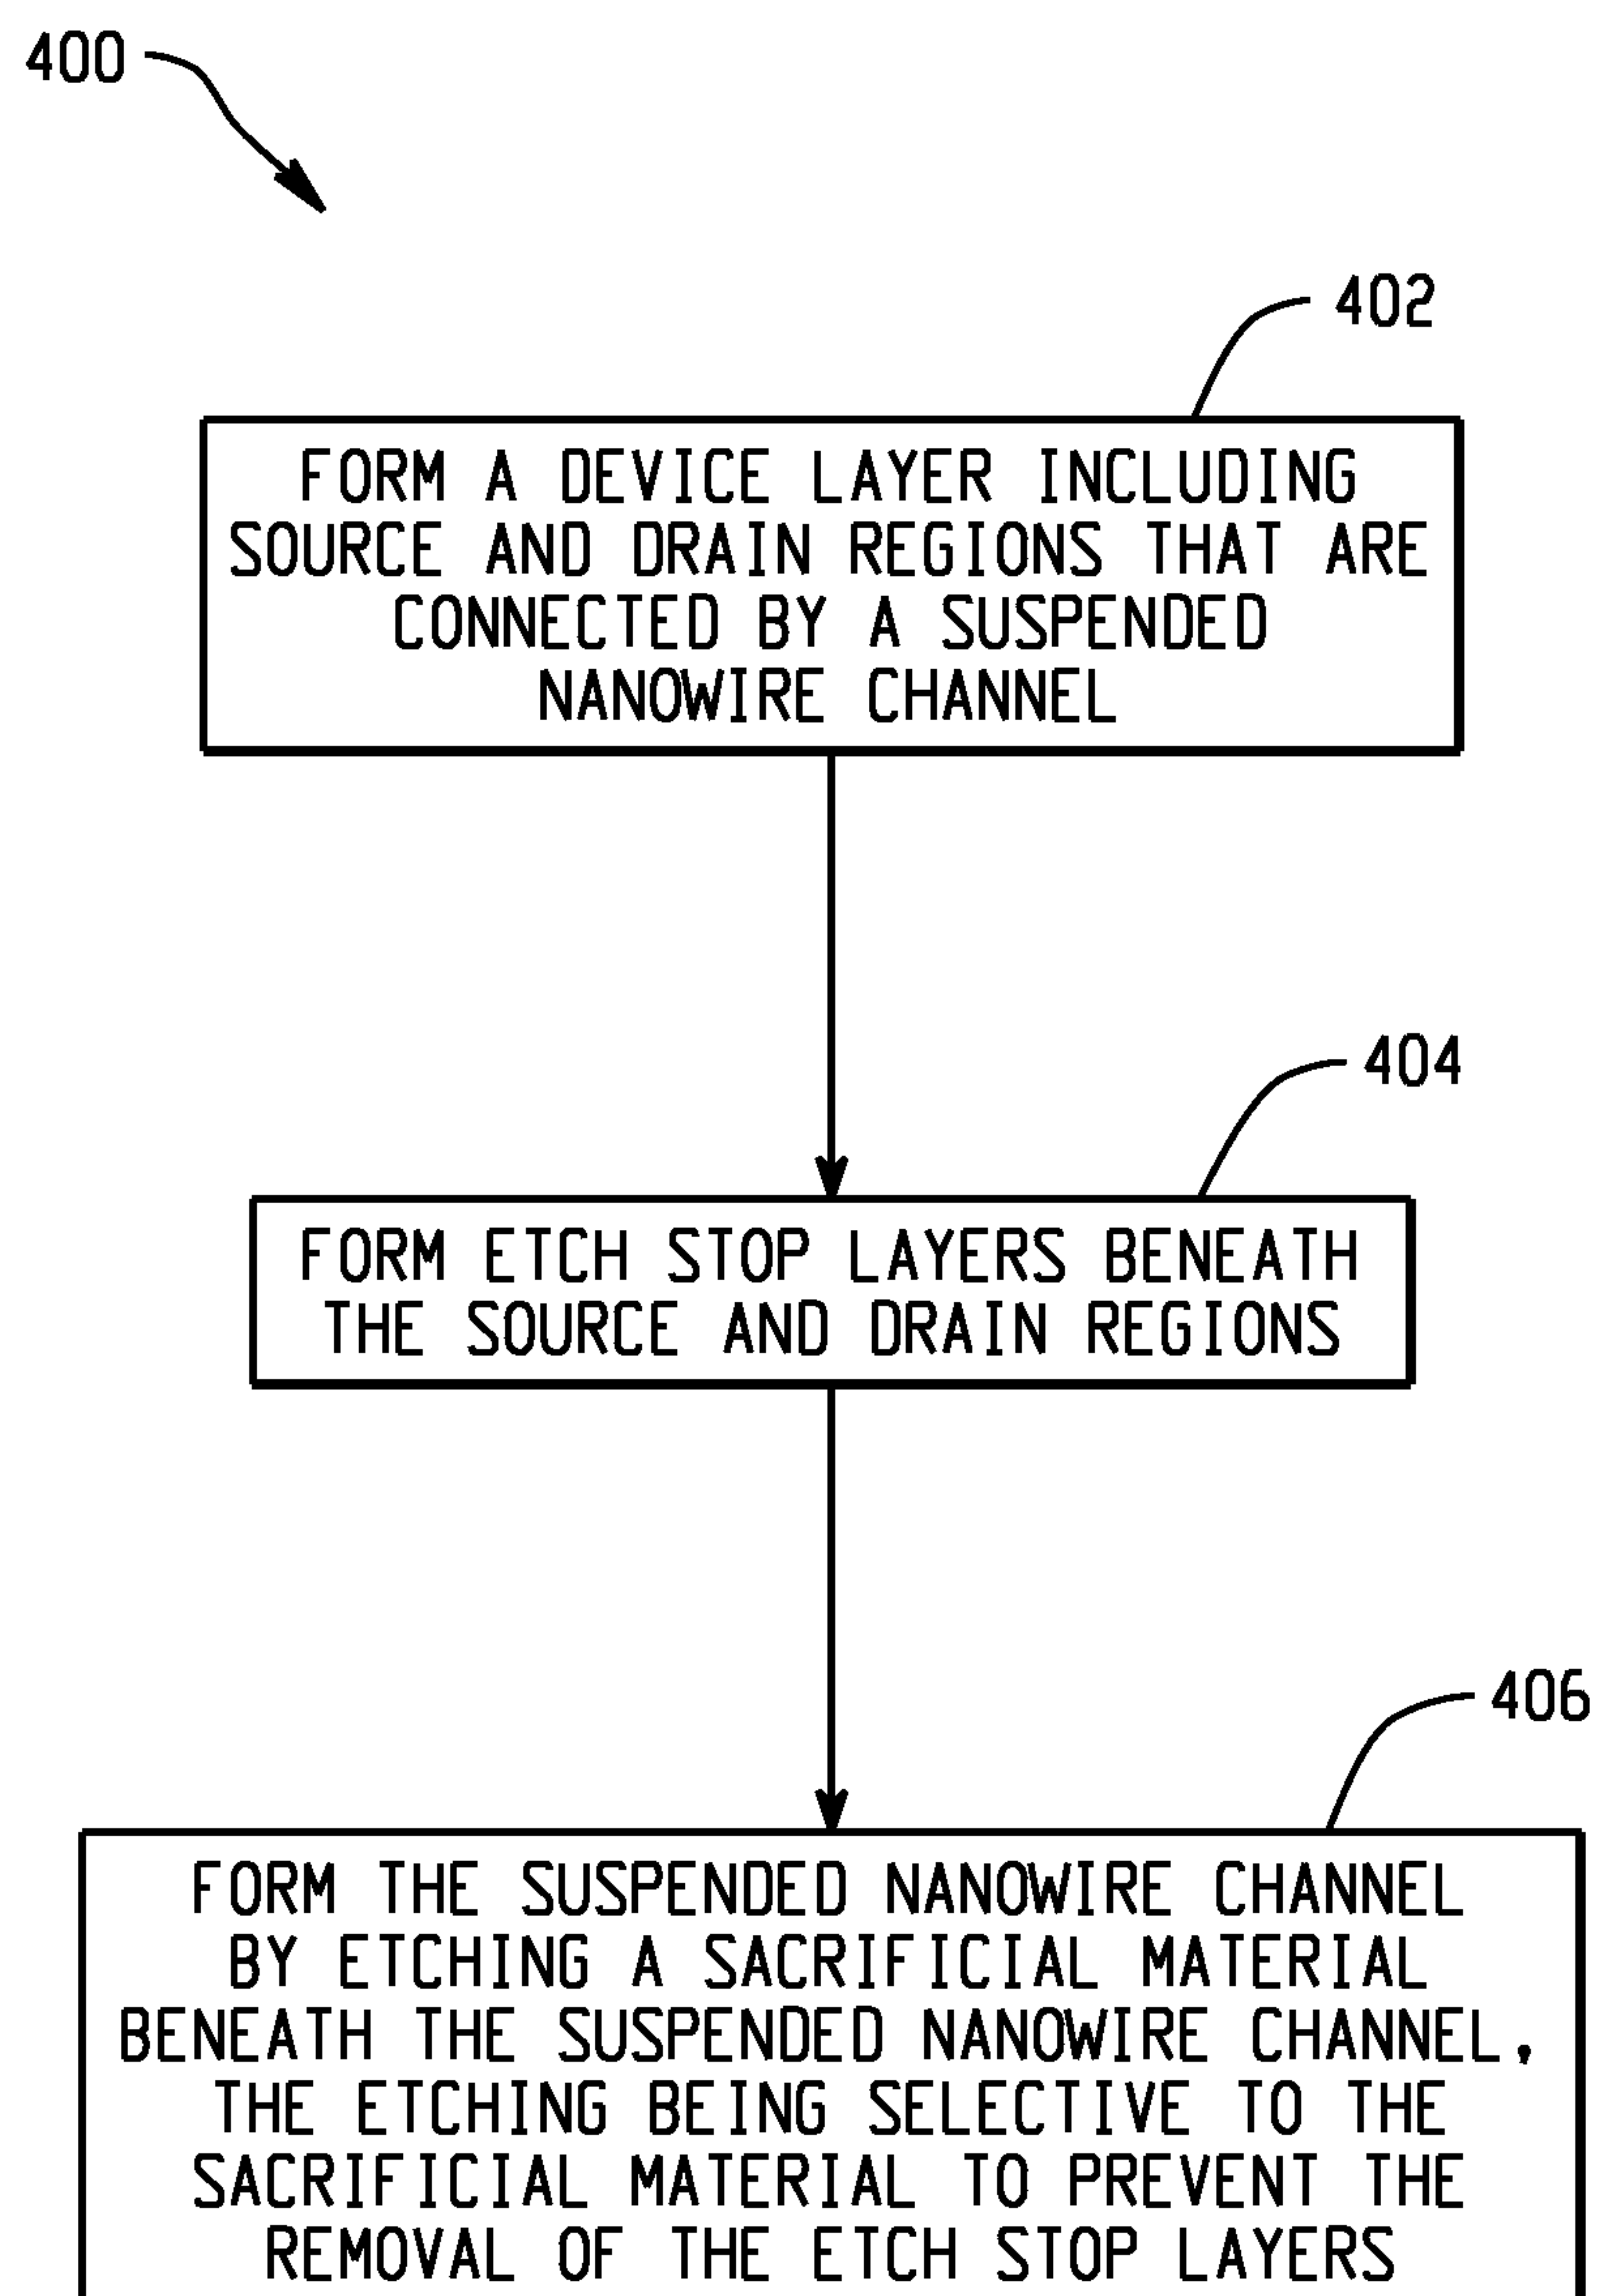 400
402
FORM A DEVICE LAYER INCLUDING
SOURCE AND DRAIN REGIONS THAT ARE
CONNECTED BY A SUSPENDED
NANOWIRE CHANNEL
404
FORM ETCH STOP LAYERS BENEATH
THE SOURCE AND DRAIN REGIONS
406
FORM THE SUSPENDED NANOWIRE CHANNEL
BY ETCHING A SACRIFICIAL MATERIAL
BENEATH THE SUSPENDED NANOWIRE CHANNEL,
THE ETCHING BEING SELECTIVE TO THE
SACRIFICIAL MATERIAL TO PREVENT THE
REMOVAL OF THE ETCH STOP LAYERS